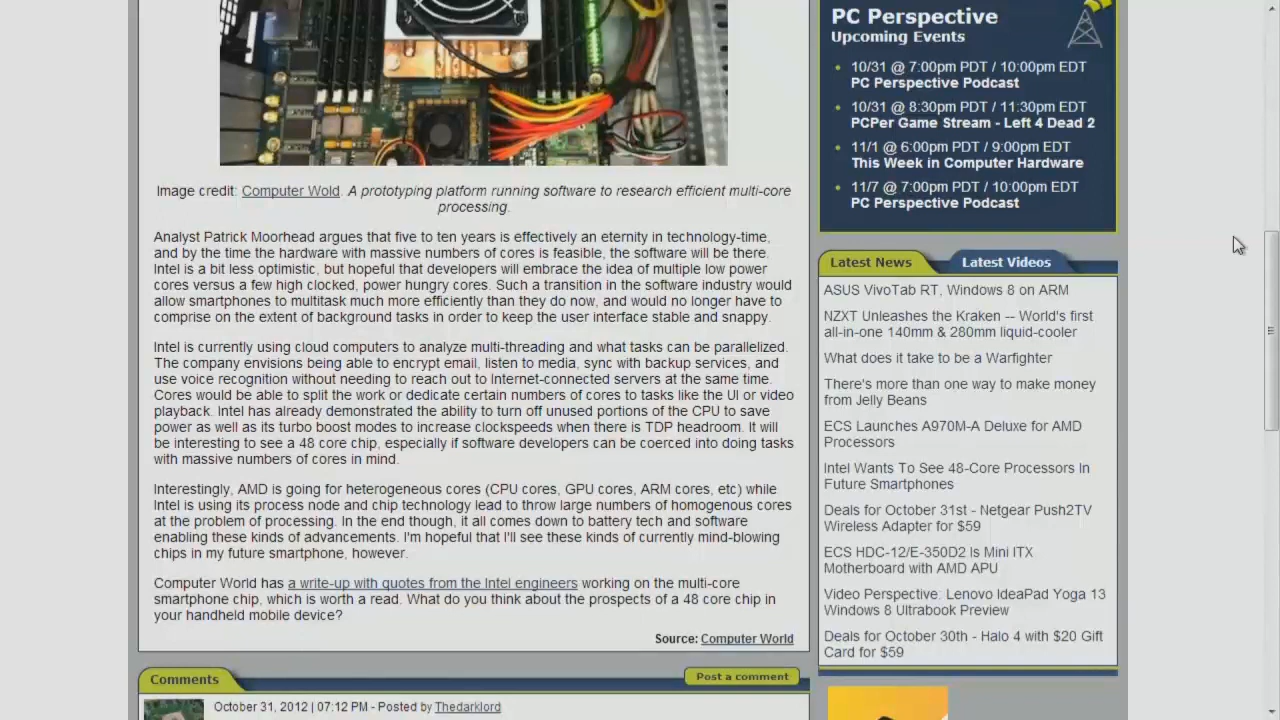 Image credit: Computer Wold. A prototyping platform running software to research efficient multi-core
processing.
Analyst Patrick Moorhead argues that five to ten years is effectively an eternity in technology-time,
and by the time the hardware with massive numbers of cores is feasible, the software will be there.
Intel is a bit less optimistic, but hopeful that developers will embrace the idea of multiple low power
cores versus a few high clocked, power hungry cores. Such a transition in the software industry would
allow smartphones to multitask much more efficiently than they do now, and would no longer have to
comprise on the extent of background tasks in order to keep the user interface stable and snappy.
Intel is currently using cloud computers to analyze multi-threading and what tasks can be parallelized.
The company envisions being able to encrypt email, listen to media, sync with backup services, and
use voice recognition without needing to reach out to Internet-connected servers at the same time.
Cores would be able to split the work or dedicate certain numbers of cores to tasks like the UI or video
playback. Intel has already demonstrated the ability to turn off unused portions of the CPU to save
power as well as its turbo boost modes to increase clockspeeds when there is TDP headroom. It will
be interesting to see a 48 core chip, especially if software developers can be coerced into doing tasks
with massive numbers of cores in mind.
Interestingly, AMD is going for heterogeneous cores (CPU cores, GPU cores, ARM cores, etc) while
Intel is using its process node and chip technology lead to throw large numbers of homogenous cores
at the problem of processing. In the end though, it all comes down to battery tech and software
enabling these kinds of advancements. I'm hopeful that I'll see these kinds of currently mind-blowing
chips in my future smartphone, however.
Computer World has a write-up with quotes from the Intel engineers working on the multi-core
smartphone chip, which is worth a read. What do you think about the prospects of a 48 core chip in
your handheld mobile device?
Source: Computer World
Comments
Post a comment
October 31, 2012 | 07:12 PM - Posted by Thedarklord
PC Perspective
Upcoming Events
10/31 @ 7:00pm PDT / 10:00pm EDT
PC Perspective Podcast
10/31 @ 8:30pm PDT / 11:30pm EDT
PCPer Game Stream - Left 4 Dead 2
11/1 @ 6:00pm PDT / 9:00pm EDT
This Week in Computer Hardware
11/7 @ 7:00pm PDT / 10:00pm EDT
PC Perspective Podcast
Latest News
Latest Videos
ASUS VivoTab RT, Windows 8 on ARM
NZXT Unleashes the Kraken -- World's first
all-in-one 140mm & 280mm liquid-cooler
What does it take to be a Warfighter
There's more than one way to make money
from Jelly Beans
ECS Launches A970M-A Deluxe for AMD
Processors
Intel Wants To See 48-Core Processors In
Future Smartphones
Deals for October 31st - Netgear Push2TV
Wireless Adapter for $59
ECS HDC-12/E-350D2 Is Mini ITX
Motherboard with AMD APU
Video Perspective: Lenovo IdeaPad Yoga 13
Windows 8 Ultrabook Preview
Deals for October 30th - Halo 4 with $20 Gift
Card for $59